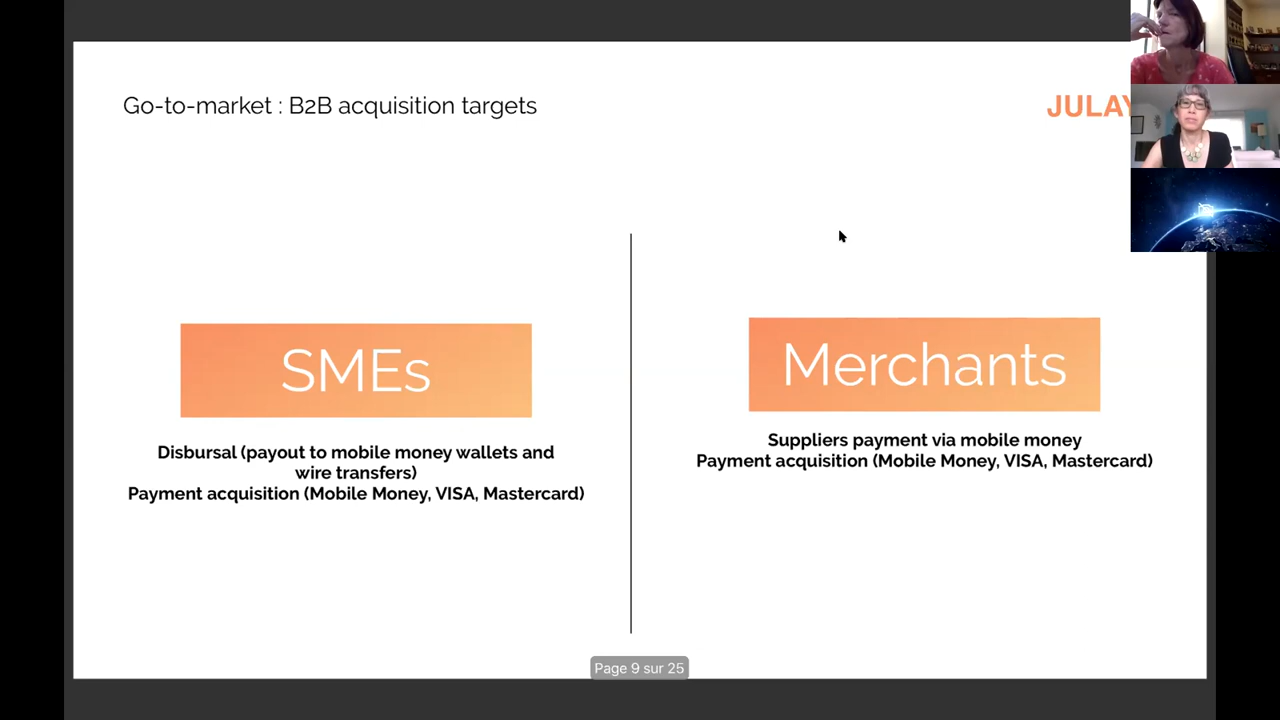 Go-to-market : B2B acquisition targets
JULAY
SMEs
Disbursal (payout to mobile money wallets and
wire transfers)
Payment acquisition (Mobile Money, VISA, Mastercard)
Merchants
Suppliers payment via mobile money
Payment acquisition (Mobile Money, VISA, Mastercard)
Page 9 sur 25